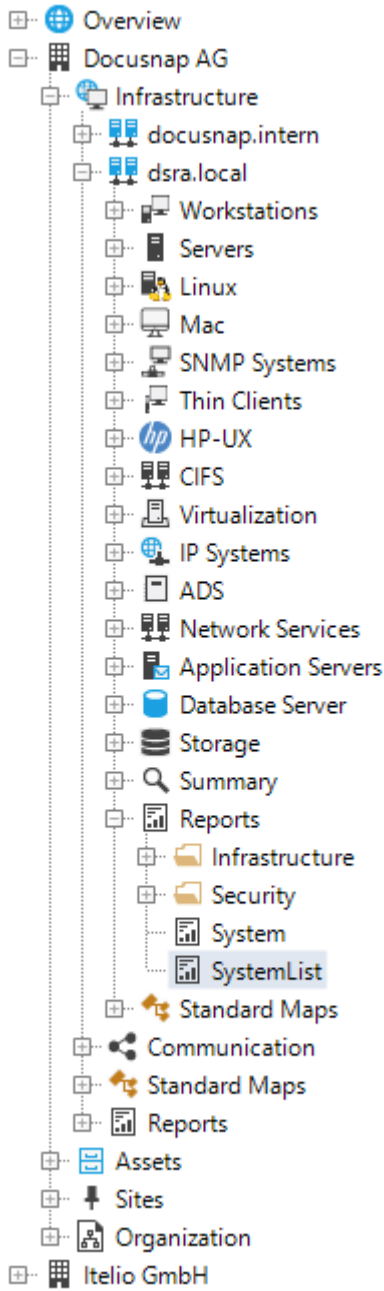 Overview
Docusnap AG
Infrastructure
docusnap.intern
dsra.local
Workstations
Servers
Linux
Mac
SNMP Systems
Thin Clients
hp HP-UX
CIFS
Virtualization
IP Systems
ADS
Network Services
Application Servers
Database Server
Storage
Summary
Reports
Infrastructure
Security
System
SystemList
Standard Maps
Communication
Standard Maps
Reports
Assets
Sites
Organization
Itelio GmbH